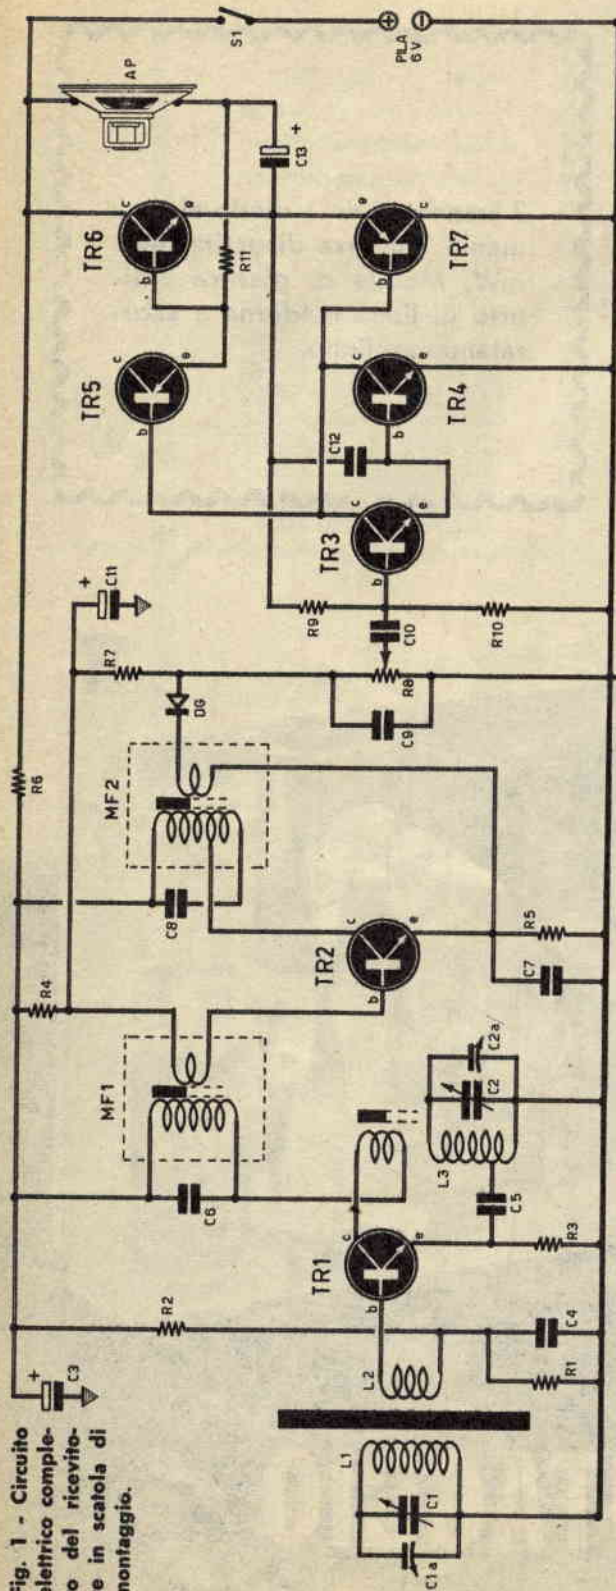 Fig. 1 - Circuito
elettrico comple-
to del ricevito-
re in scatola di
montaggio.
C3
+
R2
R4
R6
C11
+
S1
PILA
6 V
MF1
MF2
C6
C8
DG
R7
AP
TR5
TR6
R11
C13
+
b
c
e
b
c
e
L1
L2
C1
C1a
R1
C4
TR1
b
c
e
R3
C5
L3
C2
C2a
TR2
b
c
e
C7
R5
C9
R8
C10
R9
R10
TR3
b
c
e
C12
TR4
b
c
e
TR7
b
e
c